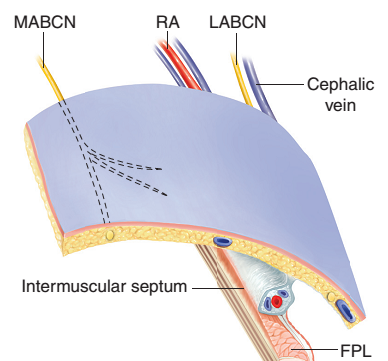 MABCN
RA
LABCN
Cephalic
vein
Intermuscular septum
FPL